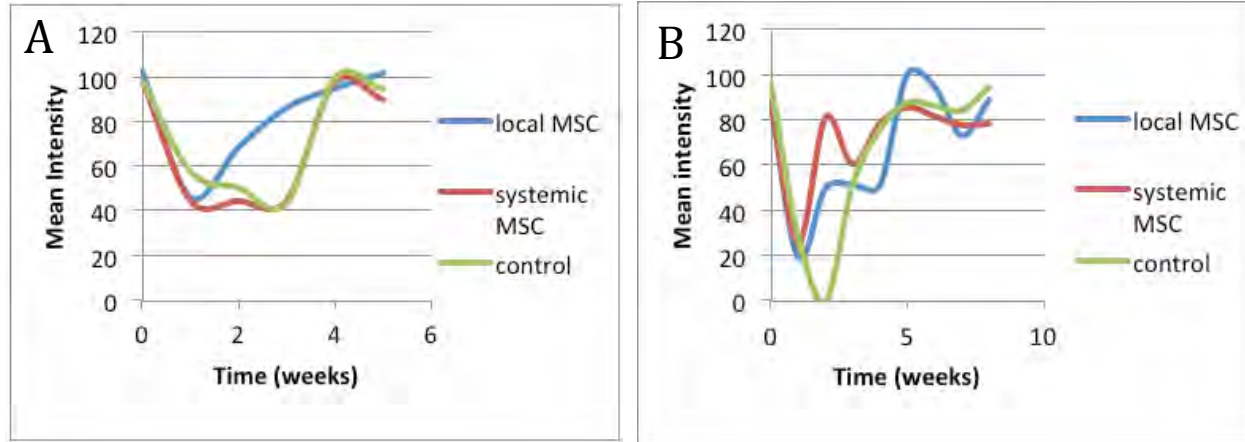 A
120
100
80
60
40
20
0
Mean Intensity
0 2 4 6
Time (weeks)
local MSC
systemic
MSC
control
B
120
100
80
60
40
20
0
Mean intensity
0 5 10
Time (weeks)
local MSC
systemic
MSC
control